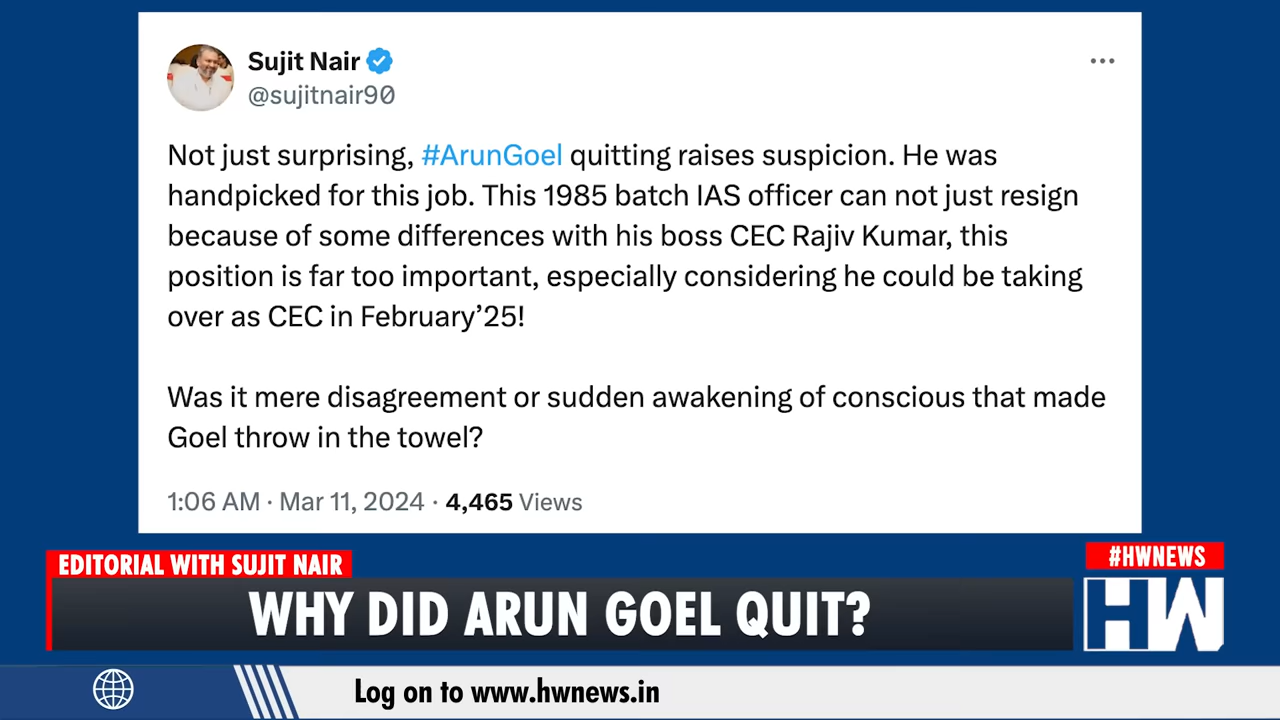 Sujit Nair
@sujitnair90
Not just surprising, #ArunGoel quitting raises suspicion. He was
handpicked for this job. This 1985 batch IAS officer can not just resign
because of some differences with his boss CEC Rajiv Kumar, this
position is far too important, especially considering he could be taking
over as CEC in February’25!
Was it mere disagreement or sudden awakening of conscious that made
Goel throw in the towel?
1:06 AM · Mar 11, 2024 · 4,465 Views
EDITORIAL WITH SUJIT NAIR
WHY DID ARUN GOEL QUIT?
#HWNEWS
HW
Log on to www.hwnews.in